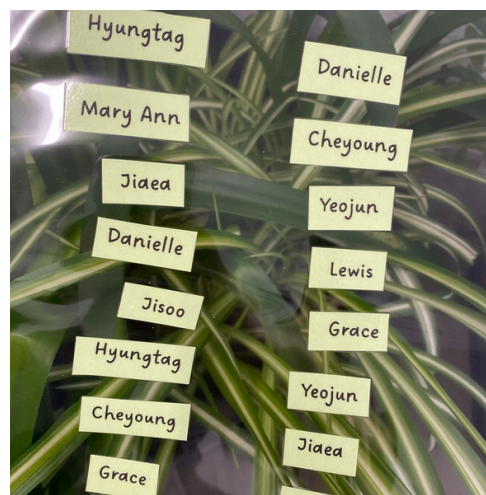 Hyungtag
Mary Ann
Jiaea
Danielle
Jisoo
Hyungtag
Cheyoung
Grace
Danielle
Cheyoung
Yeojun
Lewis
Grace
Yeojun
Jiaea